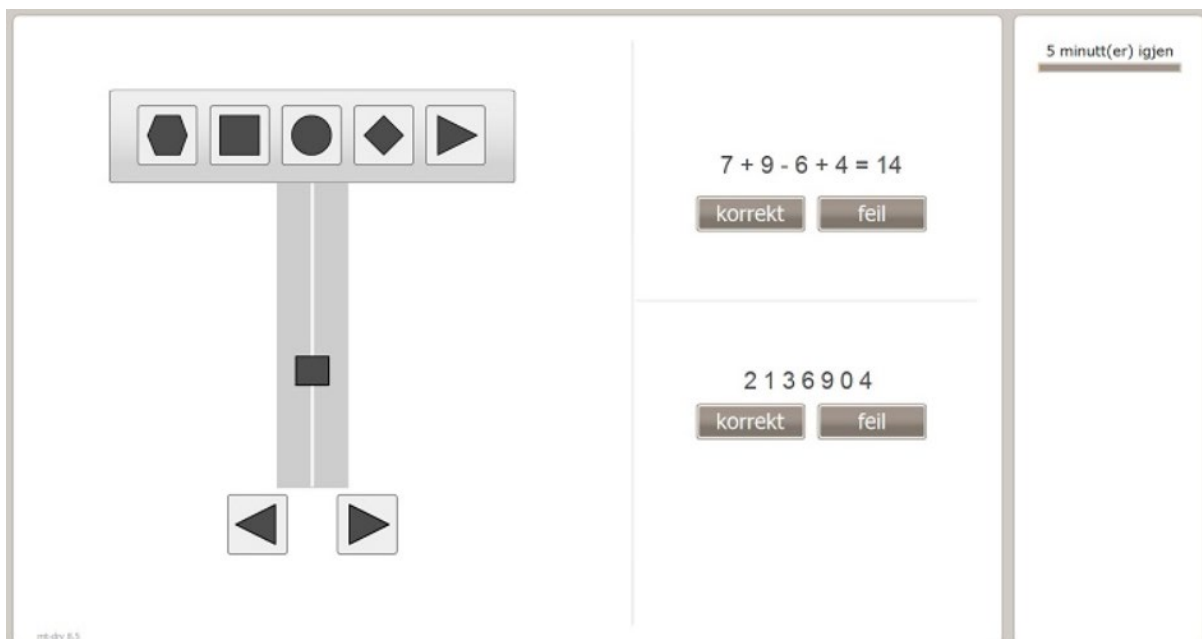 5 minutt(er) igjen
7 + 9 - 6 + 4 = 14
korrekt feil
2 1 3 6 9 0 4
korrekt feil